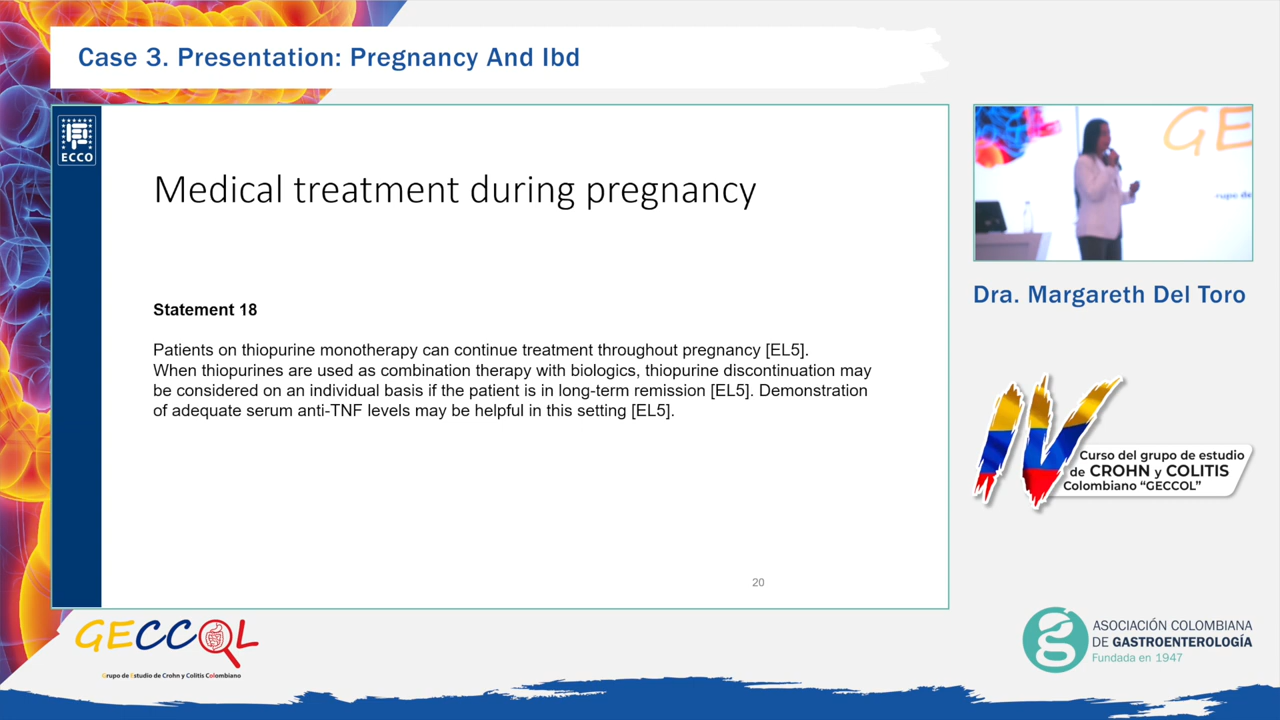 Case 3. Presentation: Pregnancy And Ibd
ECCO
Medical treatment during pregnancy
Statement 18
Patients on thiopurine monotherapy can continue treatment throughout pregnancy [EL5].
When thiopurines are used as combination therapy with biologics, thiopurine discontinuation may
be considered on an individual basis if the patient is in long-term remission [EL5]. Demonstration
of adequate serum anti-TNF levels may be helpful in this setting [EL5].
20
GE
rupo de
Dra. Margareth Del Toro
IV
Curso del grupo de estudio
de CROHN y COLITIS
Colombiano “GECCOL”
GECCOL
Grupo de Estudio de Crohn y Colitis Colombiano
ASOCIACIÓN COLOMBIANA
DE GASTROENTEROLOGÍA
Fundada en 1947